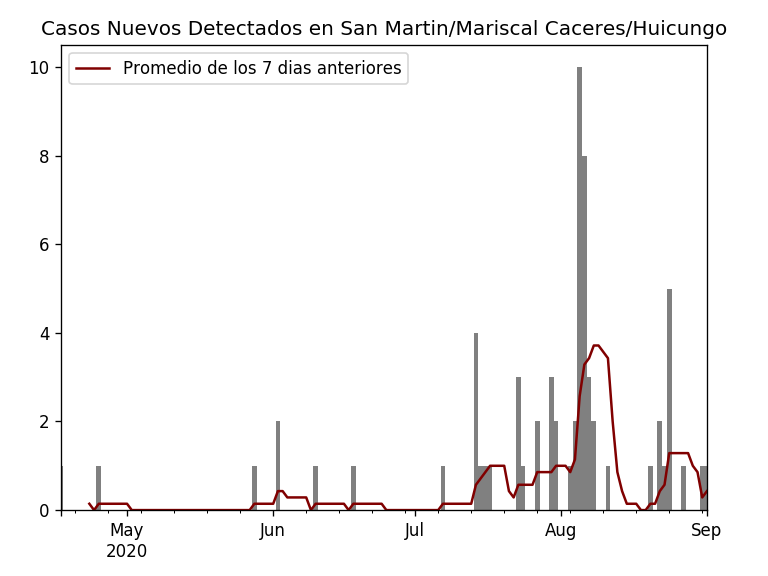 Casos Nuevos Detectados en San Martin/Mariscal Caceres/Huicungo
Promedio de los 7 dias anteriores
10
8
6
4
2
0
May Jun Jul Aug Sep
2020